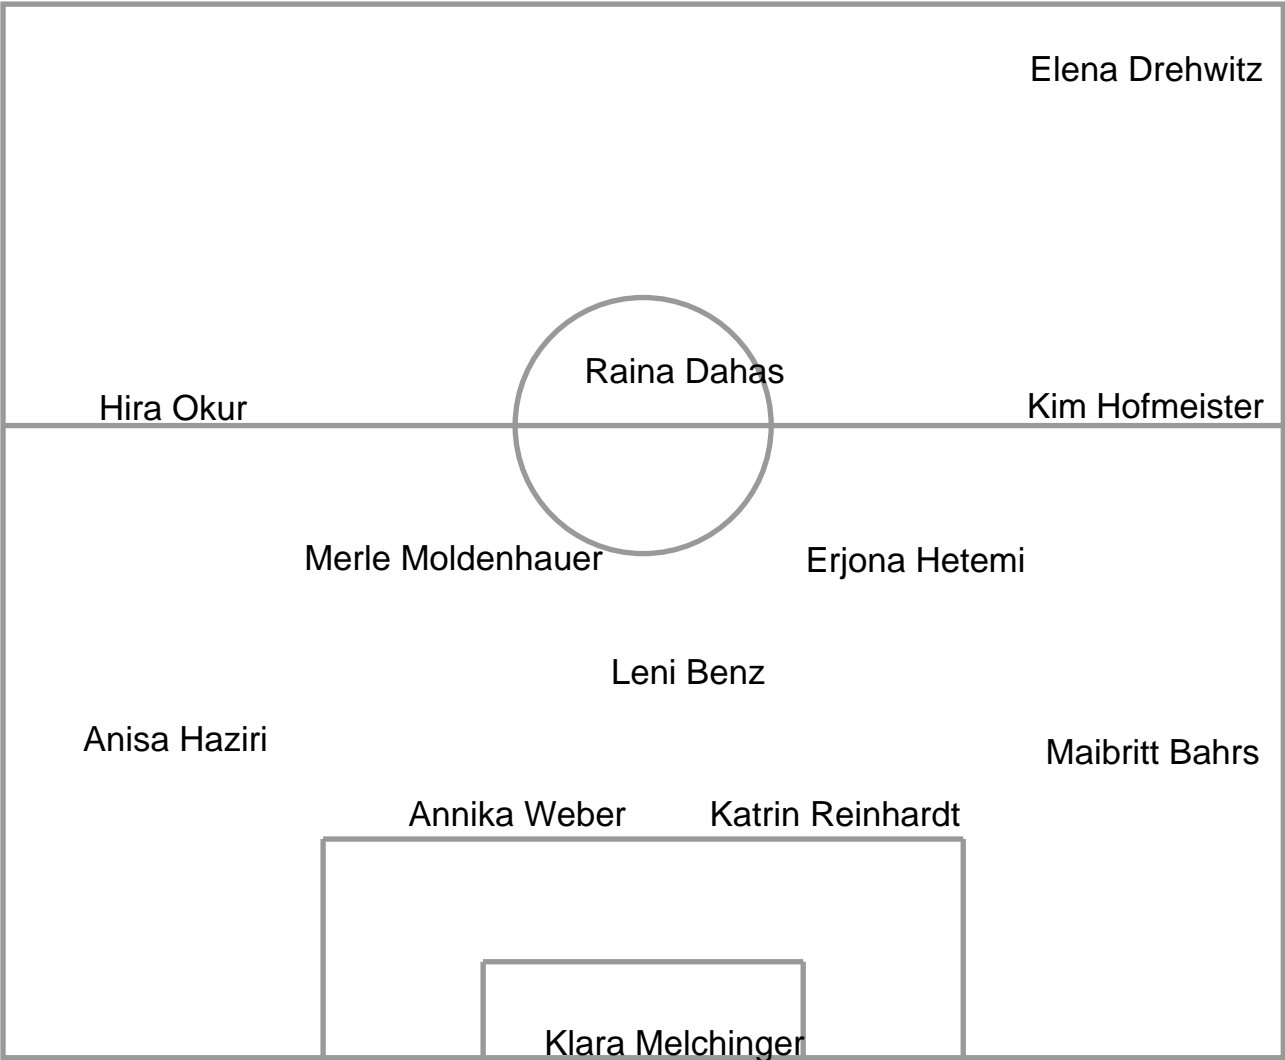 Elena Drehwitz
Raina Dahas
Hira Okur
Kim Hofmeister
Merle Moldenhauer
Erjona Hetemi
Leni Benz
Anisa Haziri
Maibritt Bahrs
Annika Weber
Katrin Reinhardt
Klara Melchinger